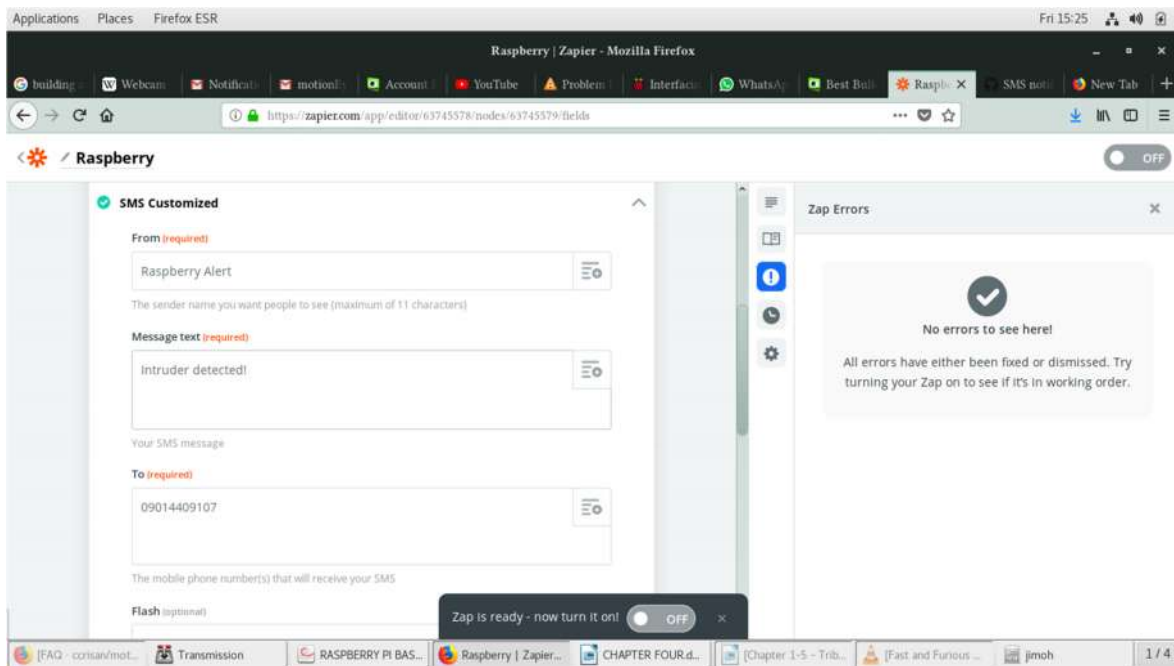 Applications Places Firefox ESR Fri 15:25
Raspberry | Zapier - Mozilla Firefox
building Webcam Notificati motionE Account YouTube Problem Interfacin WhatsAp Best Bul Raspb SMS noti New Tab
https://zapier.com/app/editor/63745578/nodes/63745579/fields
Raspberry
OFF
SMS Customized
From (required)
Raspberry Alert
The sender name you want people to see (maximum of 11 characters)
Message text (required)
Intruder detected!
Your SMS message
To (required)
09014409107
The mobile phone number(s) that will receive your SMS
Flash (optional)
Zap Errors
No errors to see here!
All errors have either been fixed or dismissed. Try
turning your Zap on to see if it's in working order.
Zap is ready - now turn it on! OFF
[FAQ - ccrisan/mot... Transmission RASPBERRY PI BAS... Raspberry | Zapier... CHAPTER FOUR.d... [Chapter 1-5 - Trib... [Fast and Furious ... jimoh 1 / 4